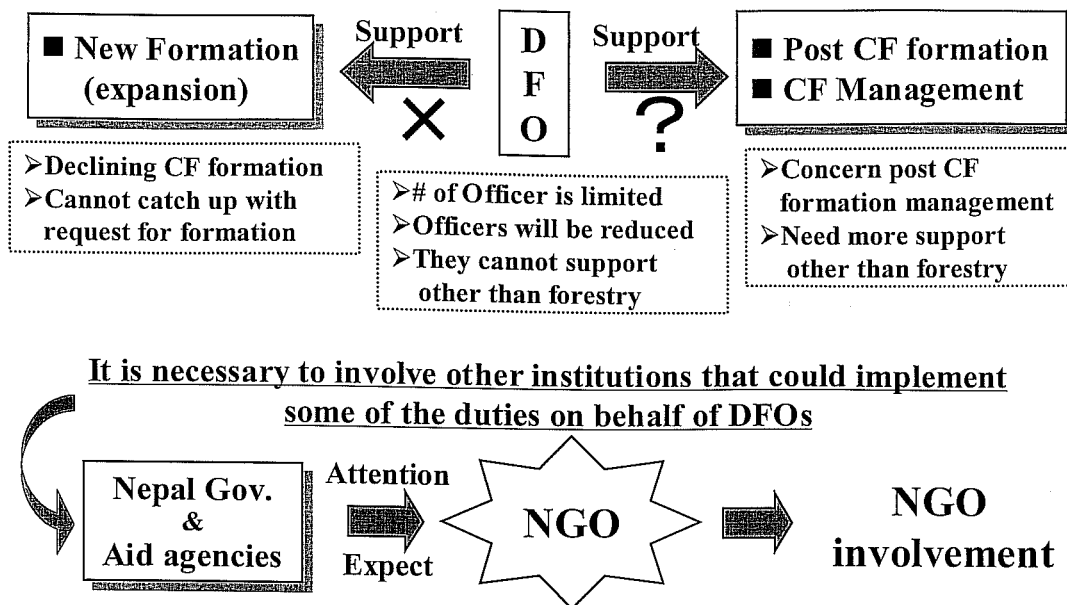 ■ New Formation
(expansion)
Support
×
D
F
O
Support
?
■ Post CF formation
■ CF Management
➢Declining CF formation
➢Cannot catch up with
request for formation
➢# of Officer is limited
➢Officers will be reduced
➢They cannot support
other than forestry
➢Concern post CF
formation management
➢Need more support
other than forestry
It is necessary to involve other institutions that could implement
some of the duties on behalf of DFOs
Nepal Gov.
&
Aid agencies
Attention
Expect
NGO
NGO
involvement